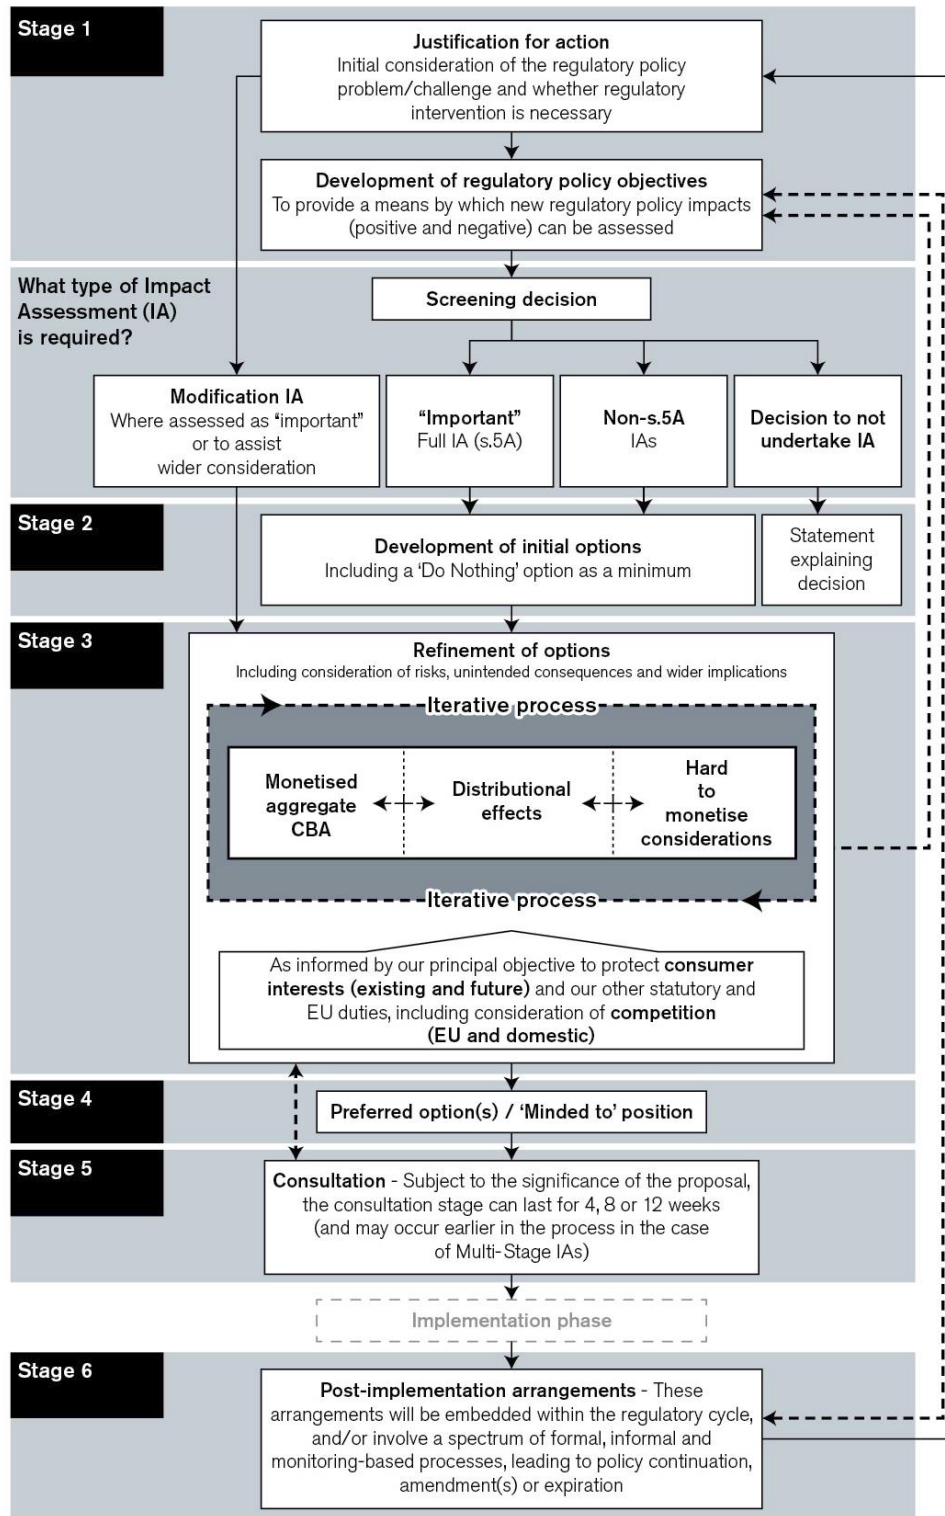 Stage 1
Justification for action
Initial consideration of the regulatory policy
problem/challenge and whether regulatory
intervention is necessary
Development of regulatory policy objectives
To provide a means by which new regulatory policy impacts
(positive and negative) can be assessed
What type of Impact
Assessment (IA)
is required?
Screening decision
Modification IA
Where assessed as “important”
or to assist
wider consideration
“Important”
Full IA (s.5A)
Non-s.5A
IAs
Decision to not
undertake IA
Stage 2
Development of initial options
Including a ‘Do Nothing’ option as a minimum
Statement
explaining
decision
Stage 3
Refinement of options
Including consideration of risks, unintended consequences and wider implications
Iterative process
Monetised
aggregate
CBA
Distributional
effects
Hard
to
monetise
considerations
Iterative process
As informed by our principal objective to protect consumer
interests (existing and future) and our other statutory and
EU duties, including consideration of competition
(EU and domestic)
Stage 4
Preferred option(s) / ‘Minded to’ position
Stage 5
Consultation - Subject to the significance of the proposal,
the consultation stage can last for 4, 8 or 12 weeks
(and may occur earlier in the process in the case
of Multi-Stage IAs)
Implementation phase
Stage 6
Post-implementation arrangements - These
arrangements will be embedded within the regulatory cycle,
and/or involve a spectrum of formal, informal and
monitoring-based processes, leading to policy continuation,
amendment(s) or expiration